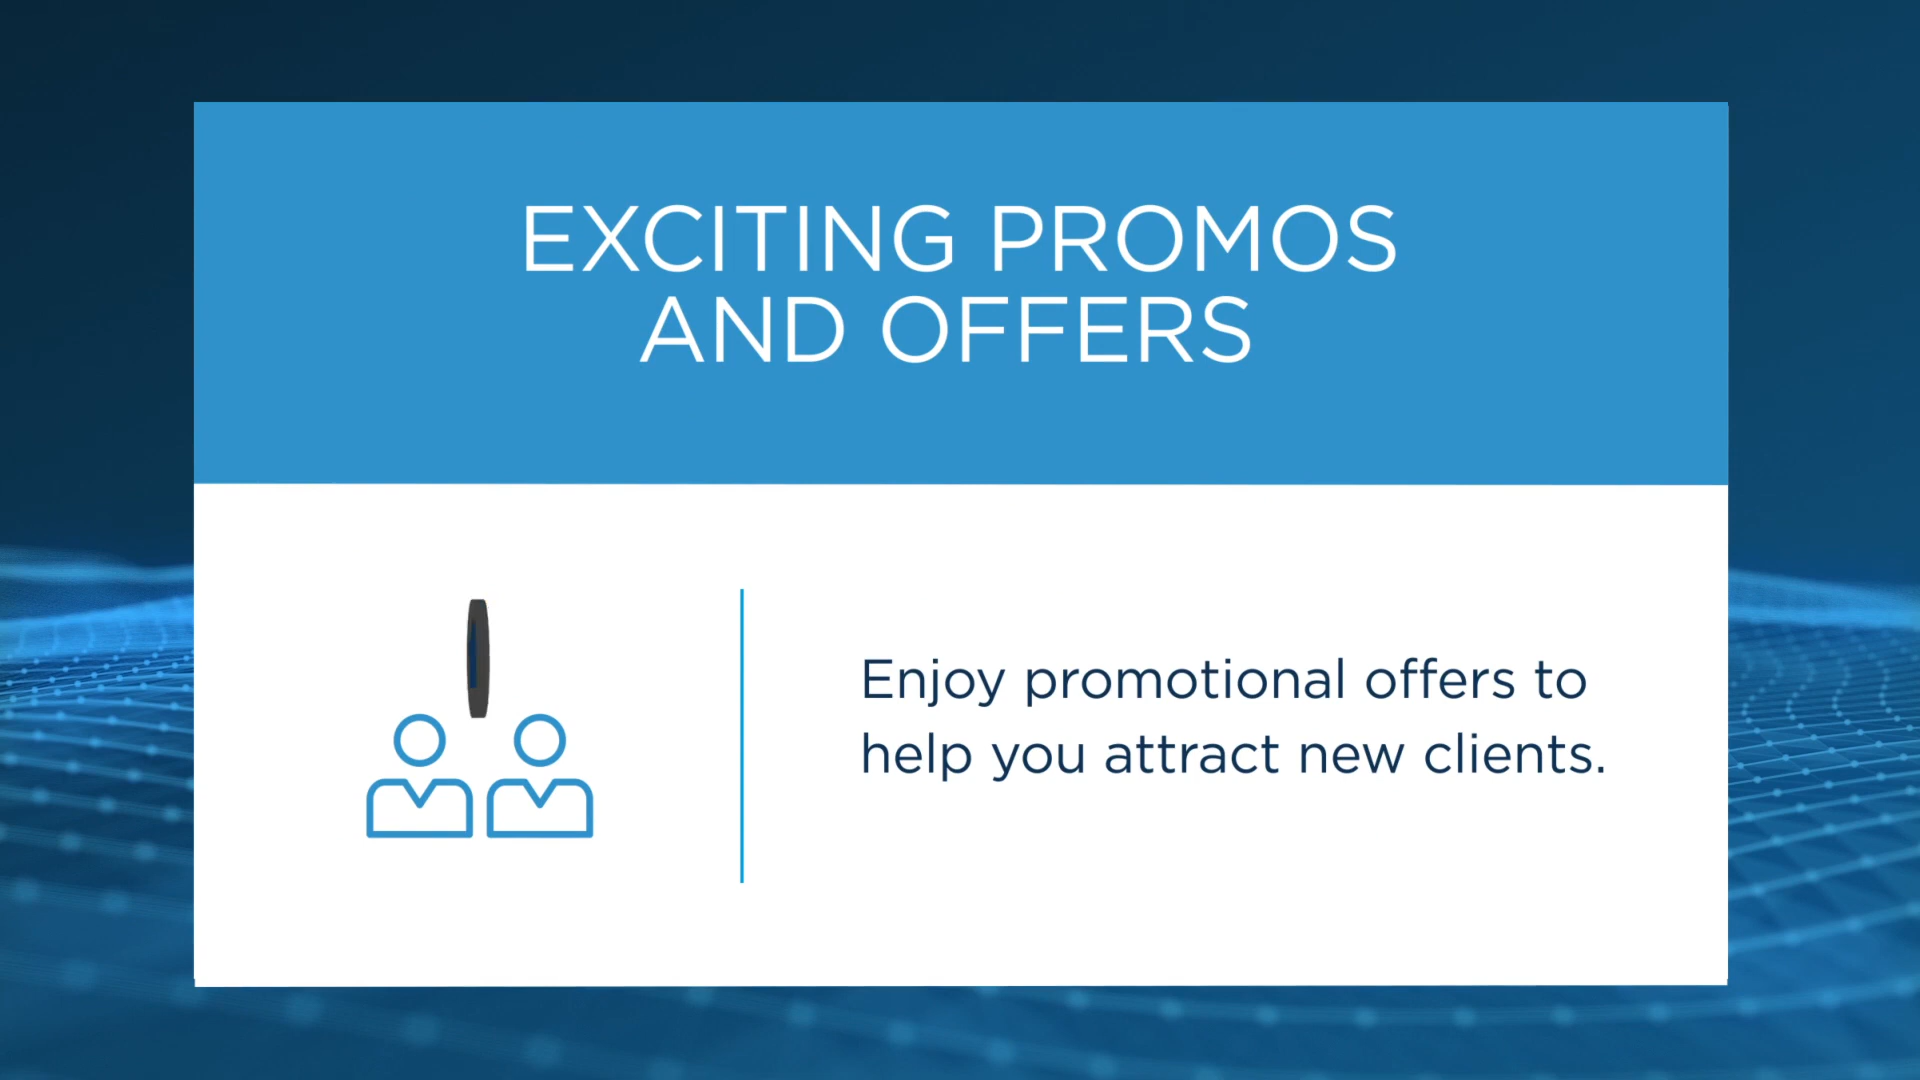 EXCITING PROMOS
AND OFFERS
Enjoy promotional offers to
help you attract new clients.